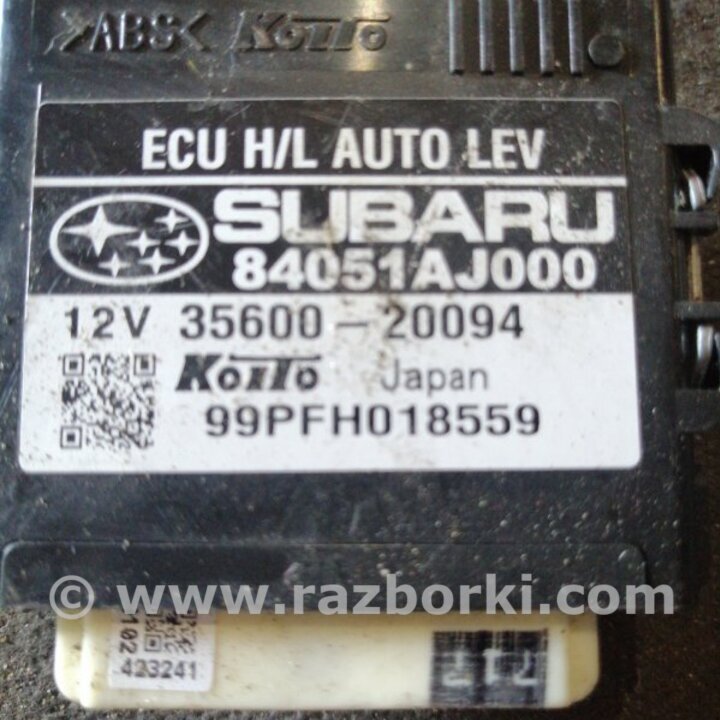 >ABS< KOITO
ECU H/L AUTO LEV
SUBARU
84051AJ000
12V 35600-20094
KOITO Japan
99PFH018559
© www.razborki.com
102
423241